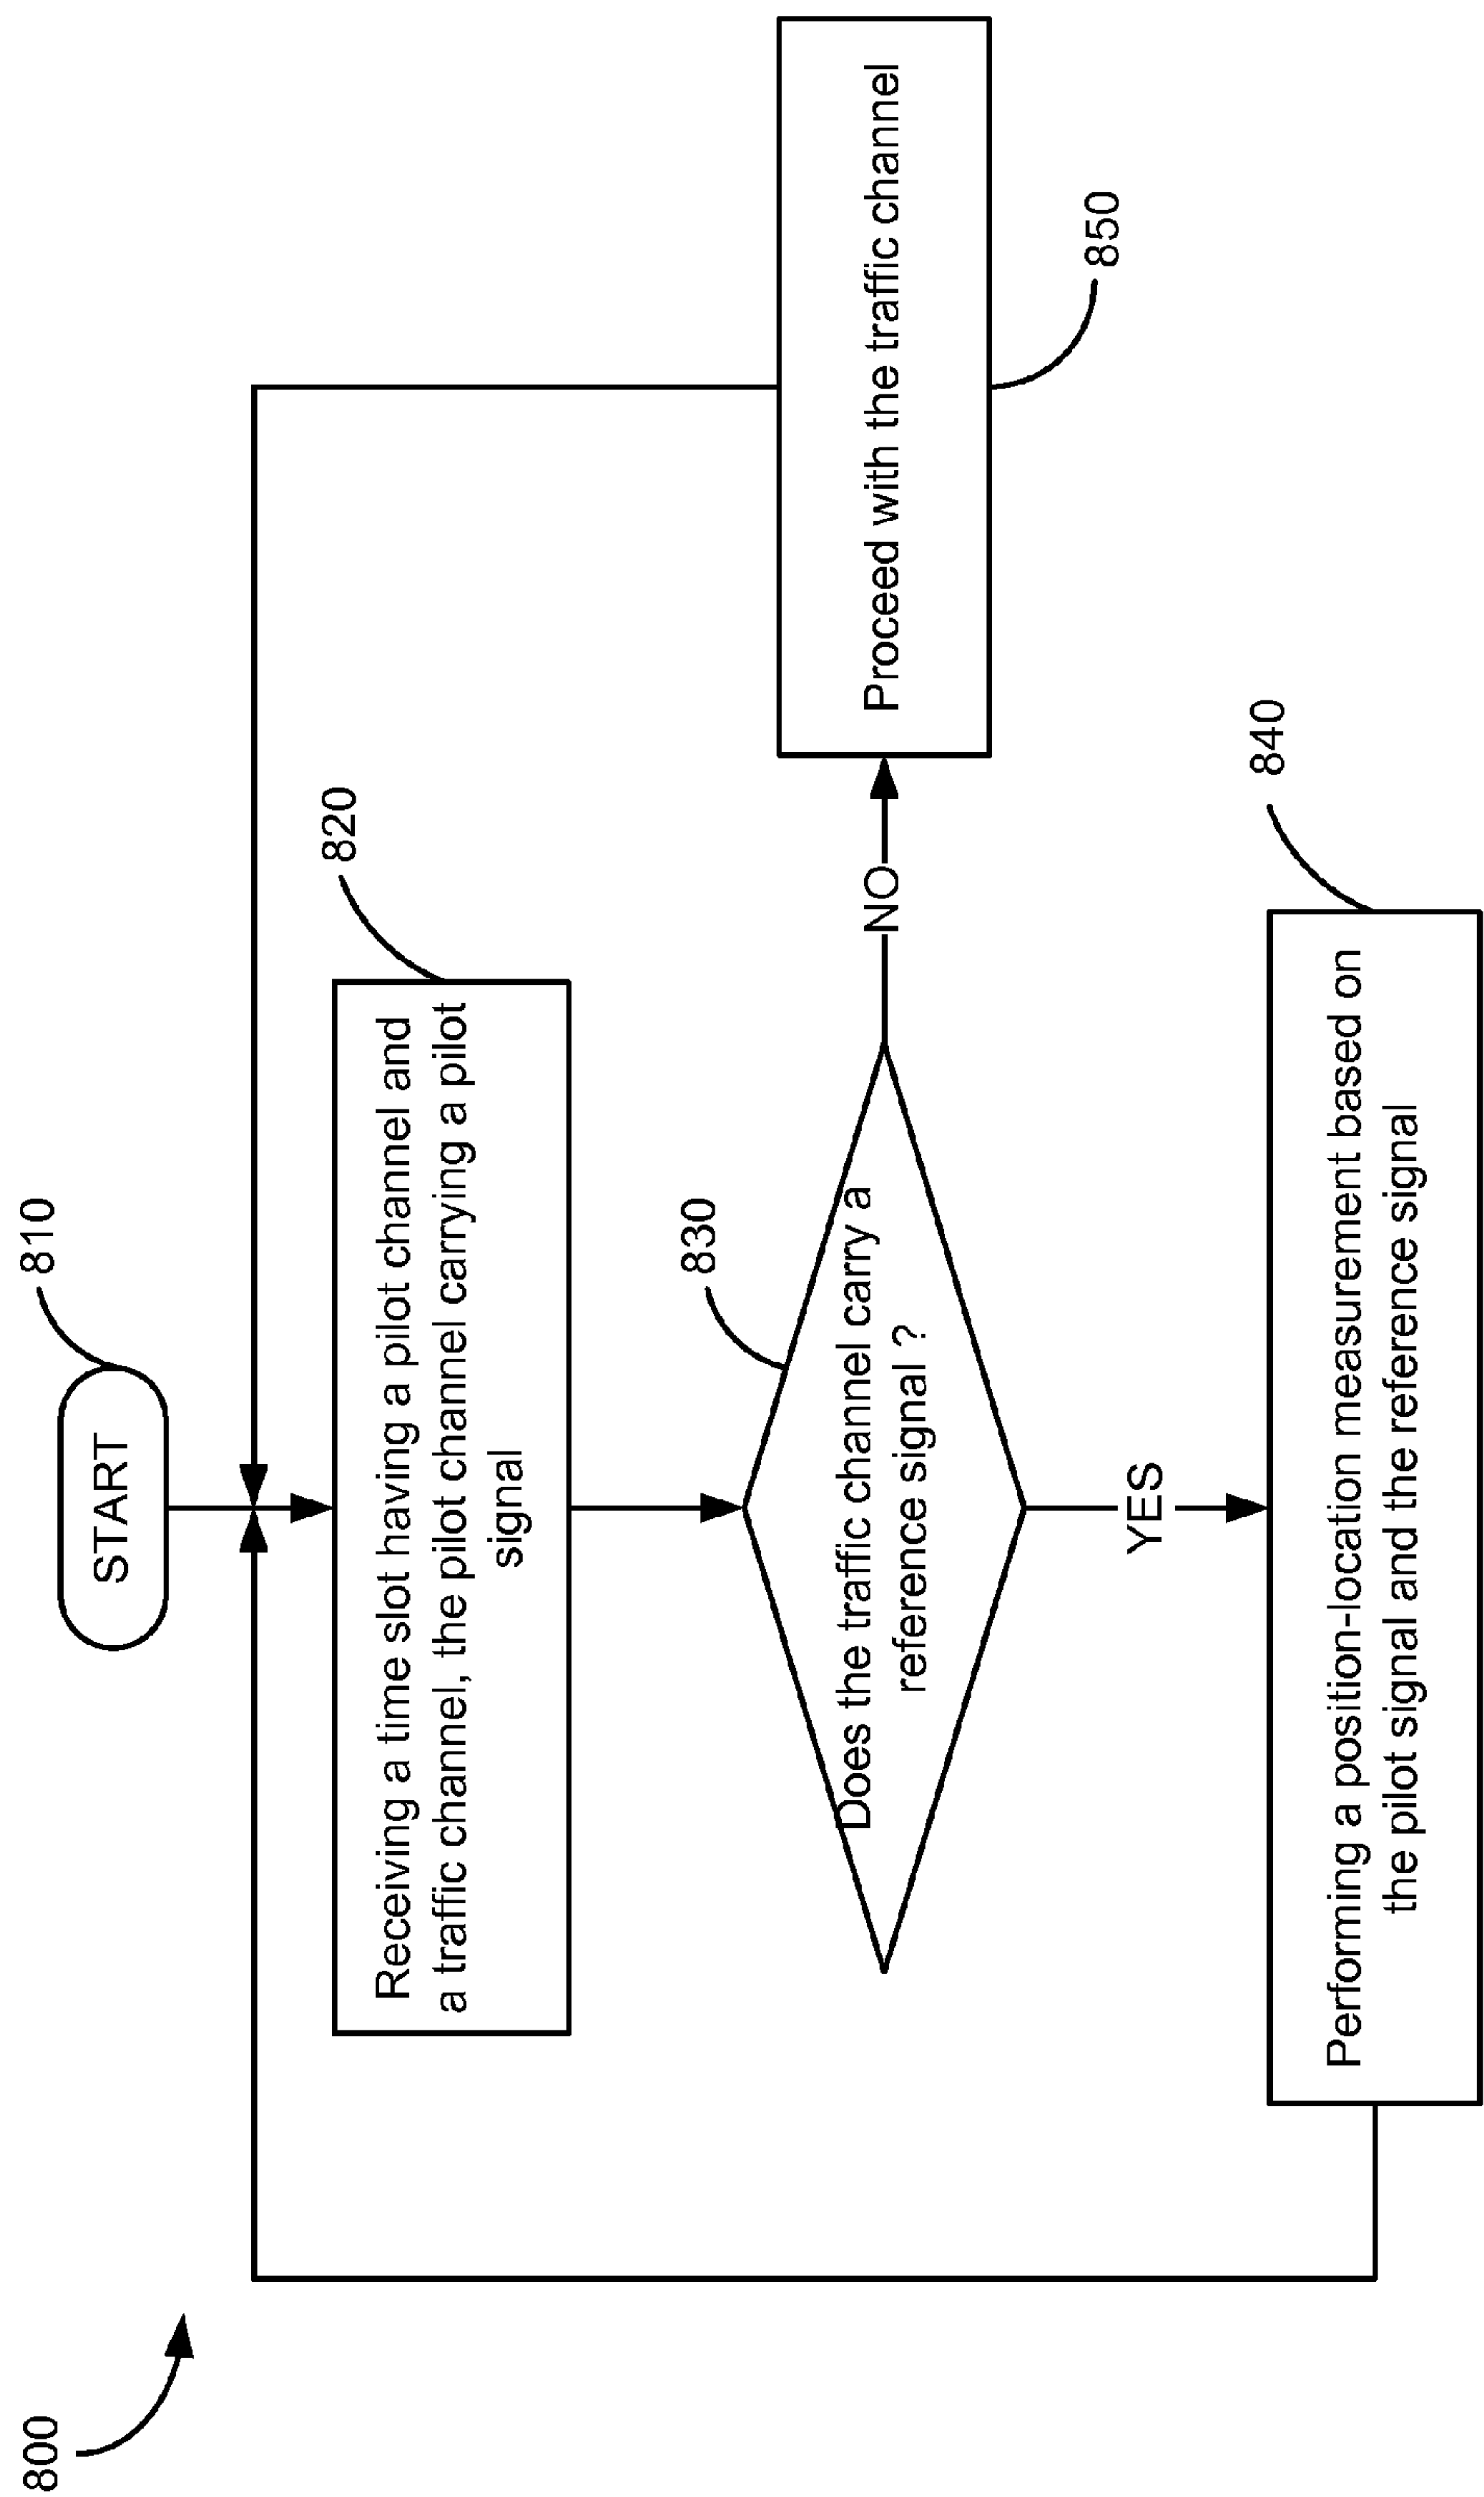 800
810
START
820
Receiving a time slot having a pilot channel and
a traffic channel, the pilot channel carrying a pilot
signal
830
Does the traffic channel carry a
reference signal ?
NO
Proceed with the traffic channel
850
YES
840
Performing a position-location measurement based on
the pilot signal and the reference signal